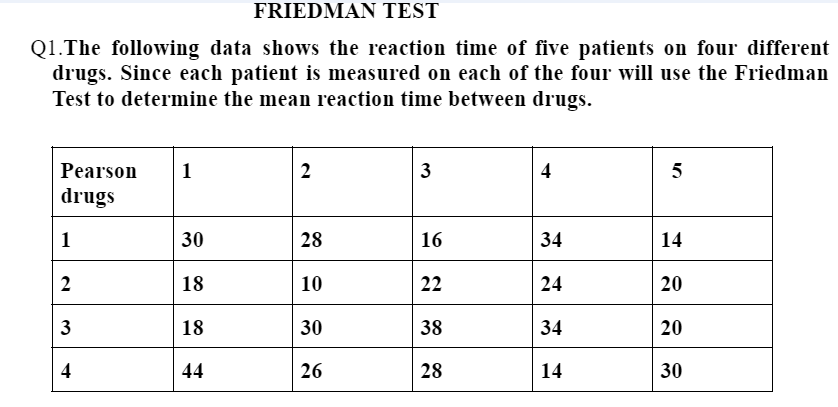 FRIEDMAN TEST
Q1.The following data shows the reaction time of five patients on four different
drugs. Since each patient is measured on each of the four will use the Friedman
Test to determine the mean reaction time between drugs.
Pearson 1 2 3 4 5
drugs
1 30 28 16 34 14
2 18 10 22 24 20
3 18 30 38 34 20
4 44 26 28 14 30